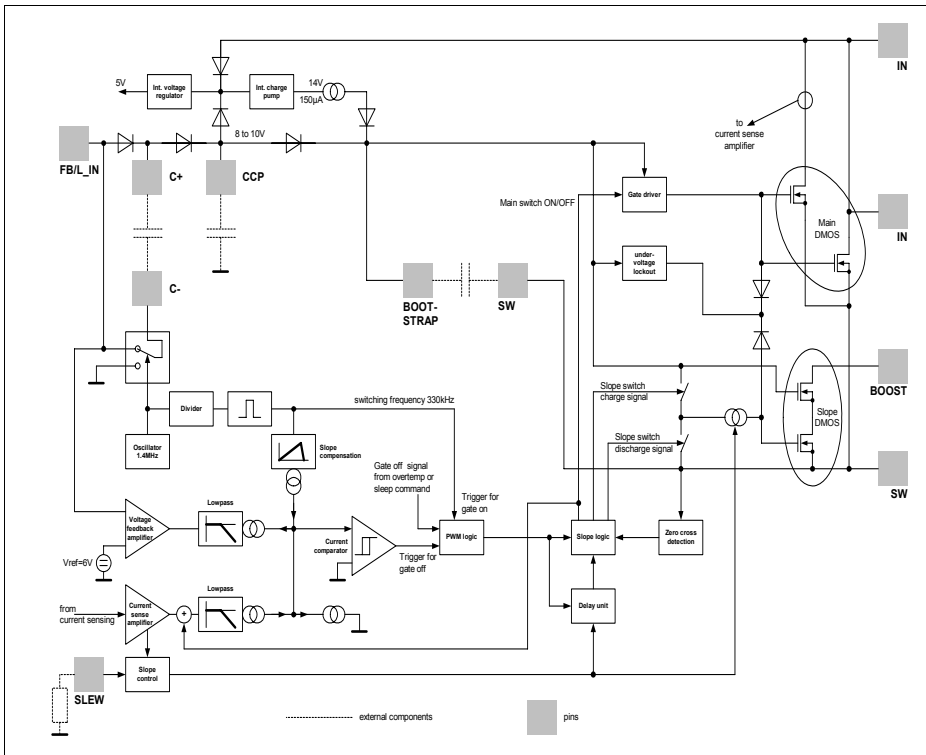 IN
5V
Int. voltage
regulator
Int. charge
pump
14V
150µA
to
current sense
amplifier
8 to 10V
FB/L_IN
C+
CCP
Main switch ON/OFF
Gate driver
Main
DMOS
IN
under-
voltage
lockout
C-
BOOT-
STRAP
SW
BOOST
Slope switch
charge signal
Slope
DMOS
Divider
switching frequency 330kHz
Oscillator
1.4MHz
Slope
compensation
Slope switch
discharge signal
SW
Gate off signal
from overtemp or
sleep command
Trigger for
gate on
Voltage
feedback
amplifier
Lowpass
Current
comparator
PWM logic
Slope logic
Zero cross
detection
Vref=6V
Trigger for
gate off
Lowpass
from
current sensing
Current
sense
amplifier
+
Delay unit
Slope
control
SLEW
external components
pins